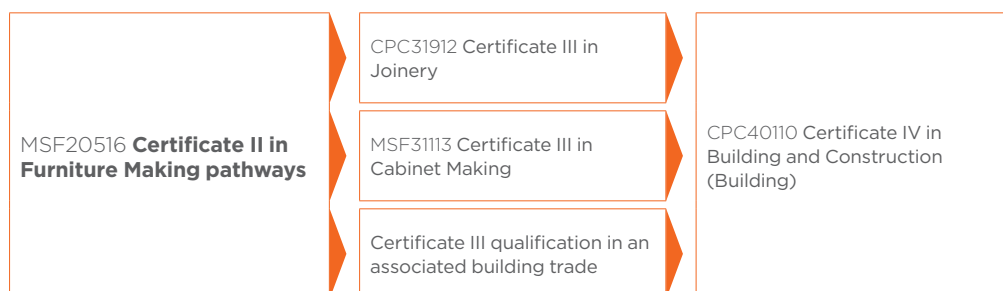 MSF20516 Certificate II in
Furniture Making pathways
CPC31912 Certificate III in
Joinery
MSF31113 Certificate III in
Cabinet Making
Certificate III qualification in an
associated building trade
CPC40110 Certificate IV in
Building and Construction
(Building)